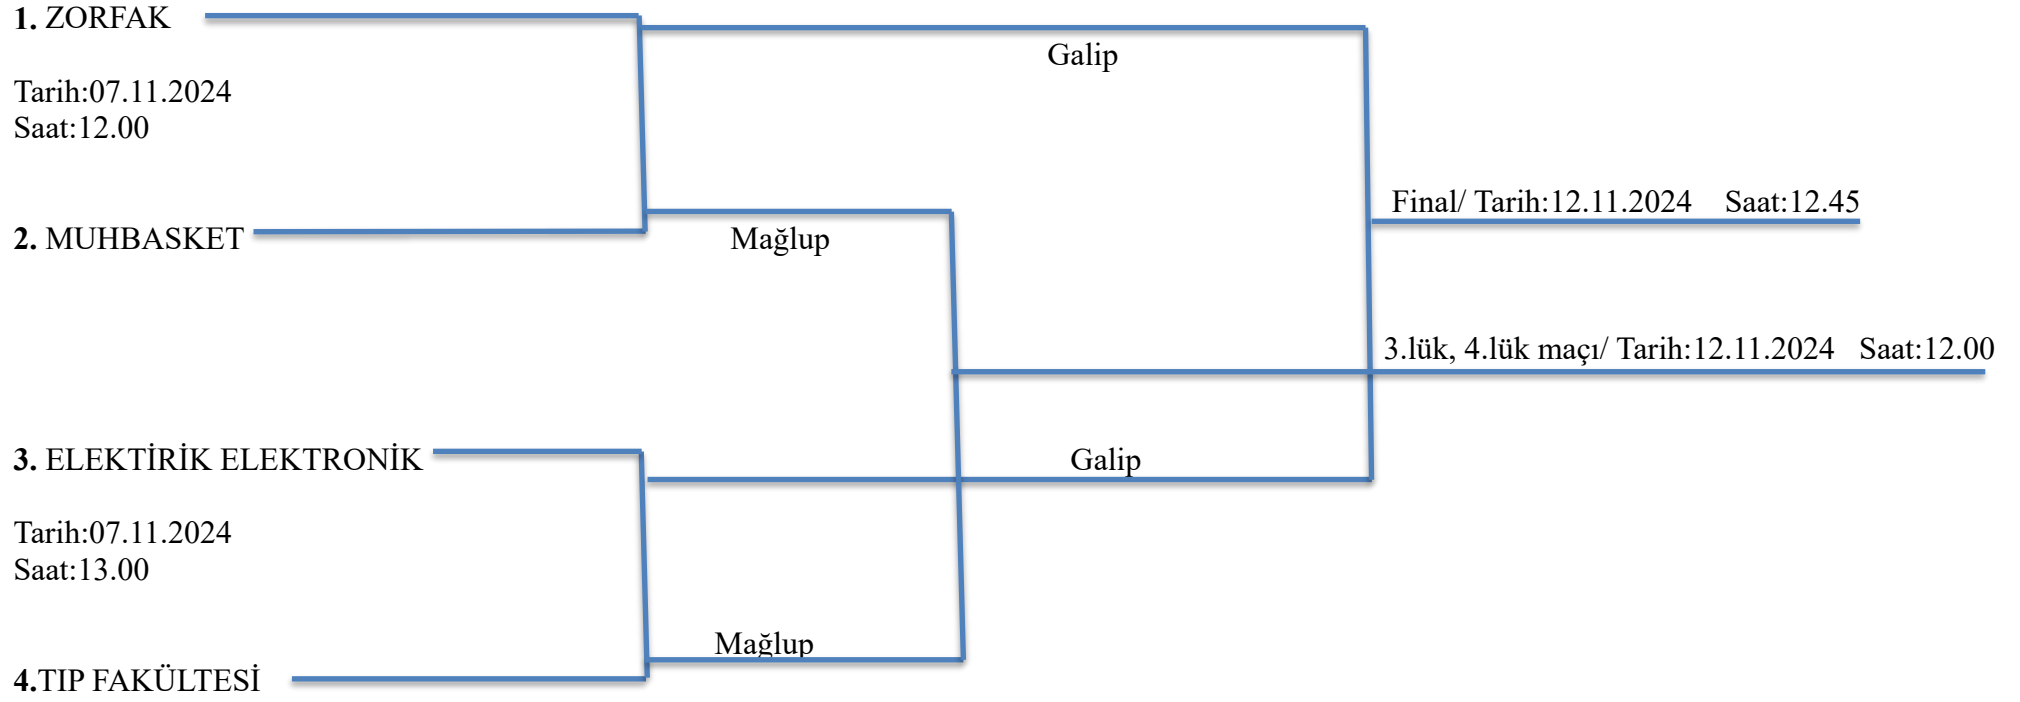 1. ZORFAK
Galip
Tarih:07.11.2024
Saat:12.00
Final/ Tarih:12.11.2024 Saat:12.45
2. MUHBASKET
Mağlup
3.lük, 4.lük maçı/ Tarih:12.11.2024 Saat:12.00
3. ELEKTİRİK ELEKTRONİK
Galip
Tarih:07.11.2024
Saat:13.00
Mağlup
4.TIP FAKÜLTESİ